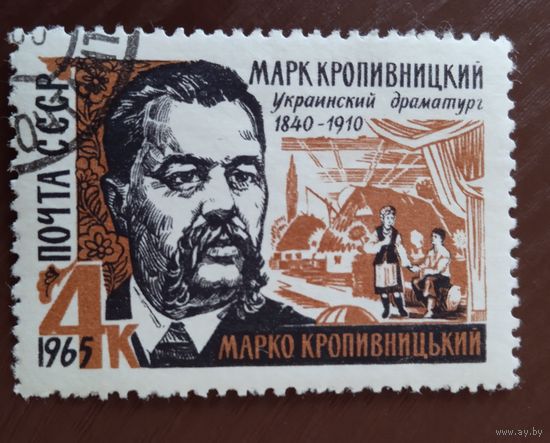 МАРК КРОПИВНИЦКИЙ
Украинский драматург
1840-1910
ПОЧТА СССР
4К
1965
МАРКО КРОПИВНИЦЬКИЙ
www.ay.by